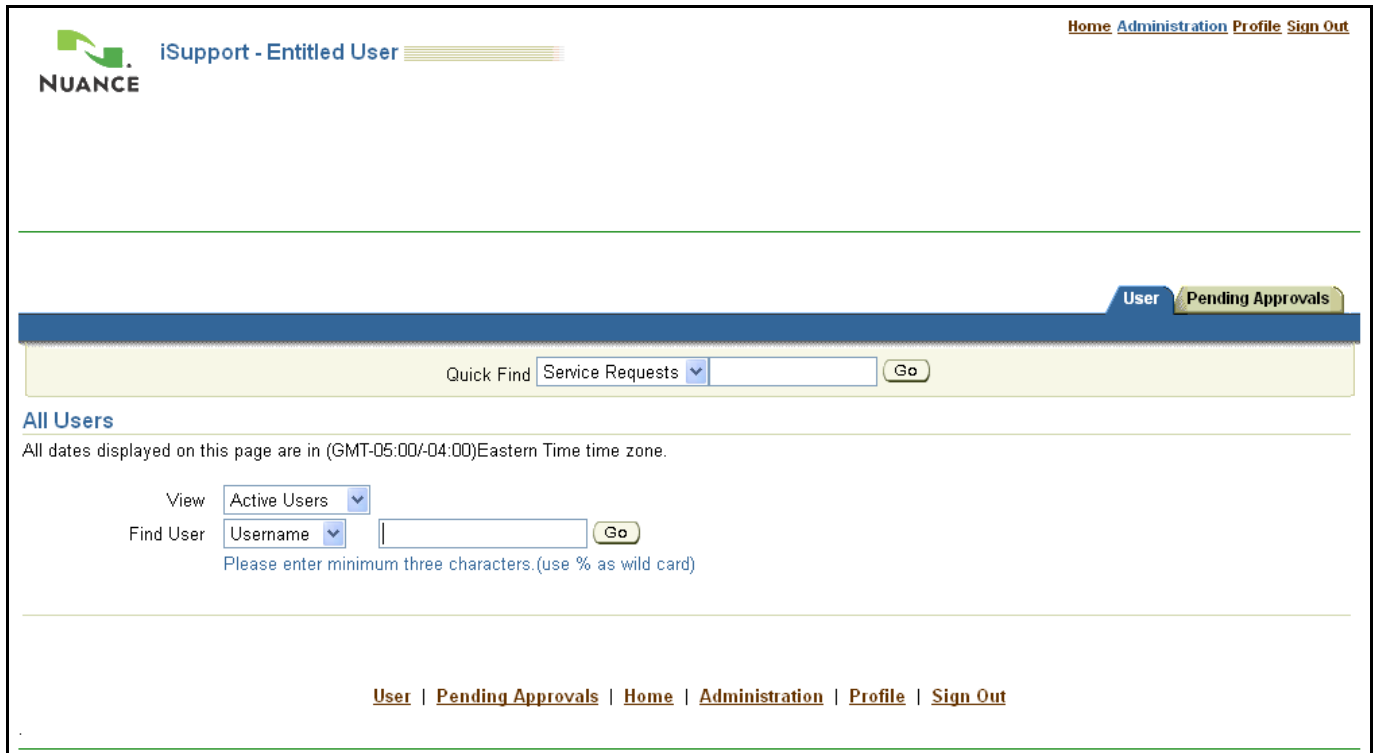 Home Administration Profile Sign Out
iSupport - Entitled User
NUANCE
User Pending Approvals
Quick Find Service Requests Go
All Users
All dates displayed on this page are in (GMT-05:00/-04:00)Eastern Time time zone.
View Active Users
Find User Username Go
Please enter minimum three characters.(use % as wild card)
User | Pending Approvals | Home | Administration | Profile | Sign Out
.